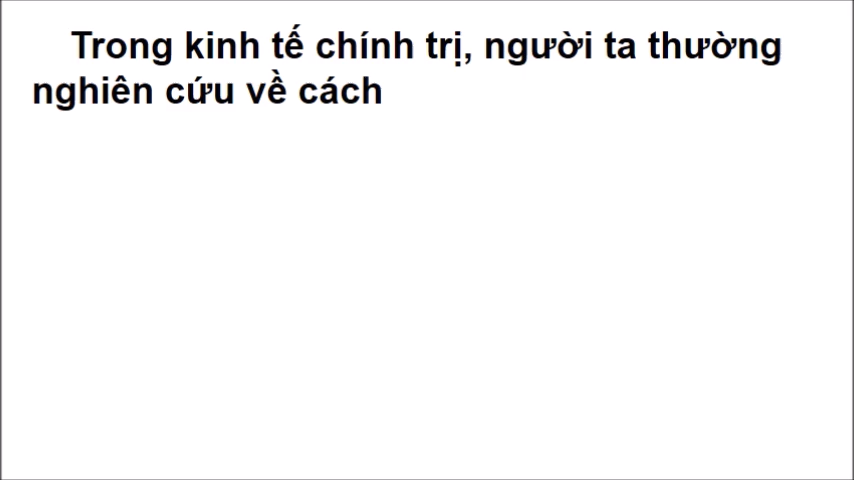 Trong kinh tế chính trị, người ta thường
nghiên cứu về cách